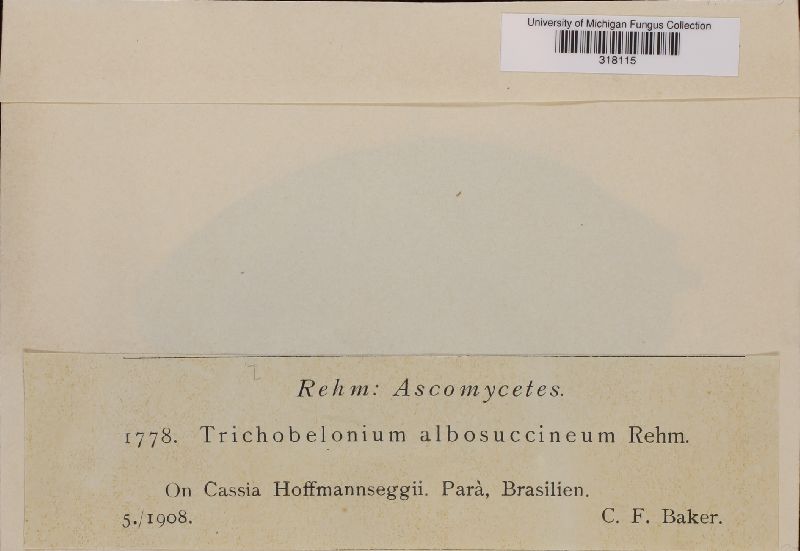 University of Michigan Fungus Collection
318115
Rehm: Ascomycetes.
1778. Trichobelonium albosuccineum Rehm.
On Cassia Hoffmannseggii. Parà, Brasilien.
5./1908. C. F. Baker.